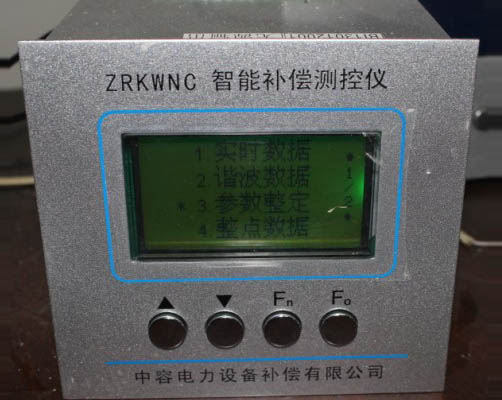 ZRKWNC 智能补偿测控仪
1 实时数据
2 谐波数据
* 3 参数整定
4 整点数据
1/2
▲ ▼ Fn Fo
中容电力设备补偿有限公司